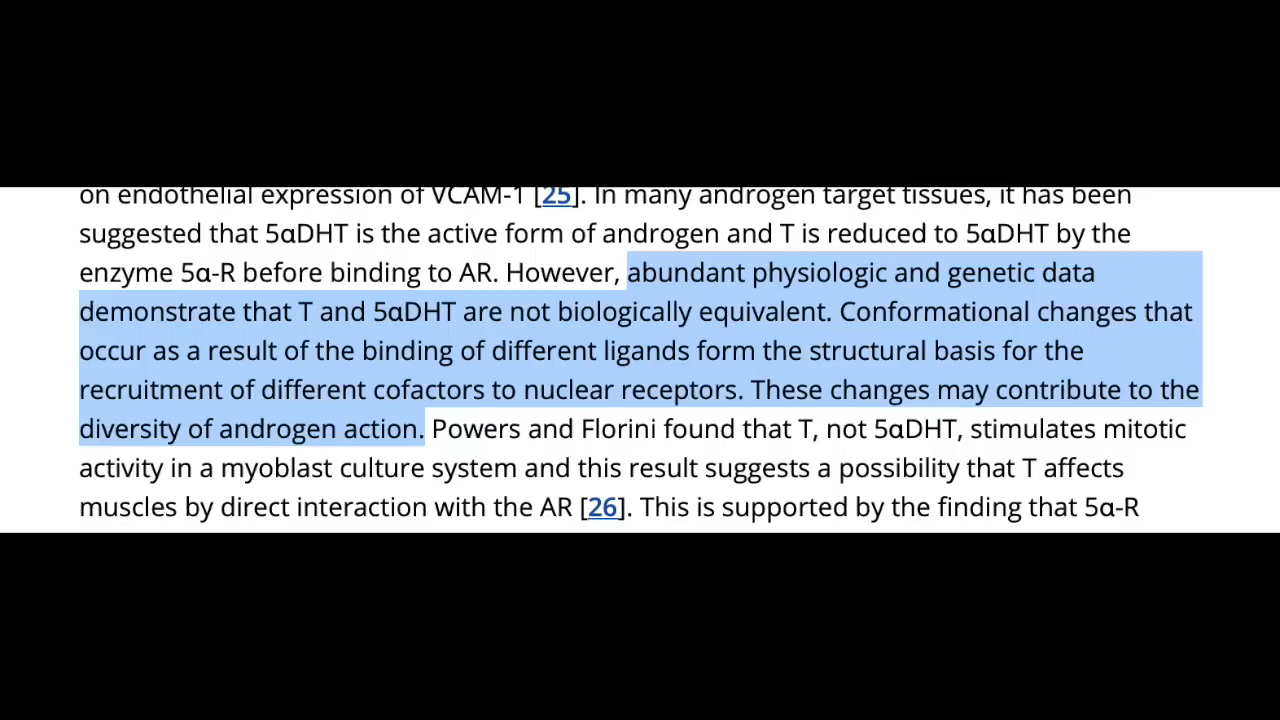 on endothelial expression of VCAM-1 [25]. In many androgen target tissues, it has been
suggested that 5αDHT is the active form of androgen and T is reduced to 5αDHT by the
enzyme 5α-R before binding to AR. However, abundant physiologic and genetic data
demonstrate that T and 5αDHT are not biologically equivalent. Conformational changes that
occur as a result of the binding of different ligands form the structural basis for the
recruitment of different cofactors to nuclear receptors. These changes may contribute to the
diversity of androgen action. Powers and Florini found that T, not 5αDHT, stimulates mitotic
activity in a myoblast culture system and this result suggests a possibility that T affects
muscles by direct interaction with the AR [26]. This is supported by the finding that 5α-R